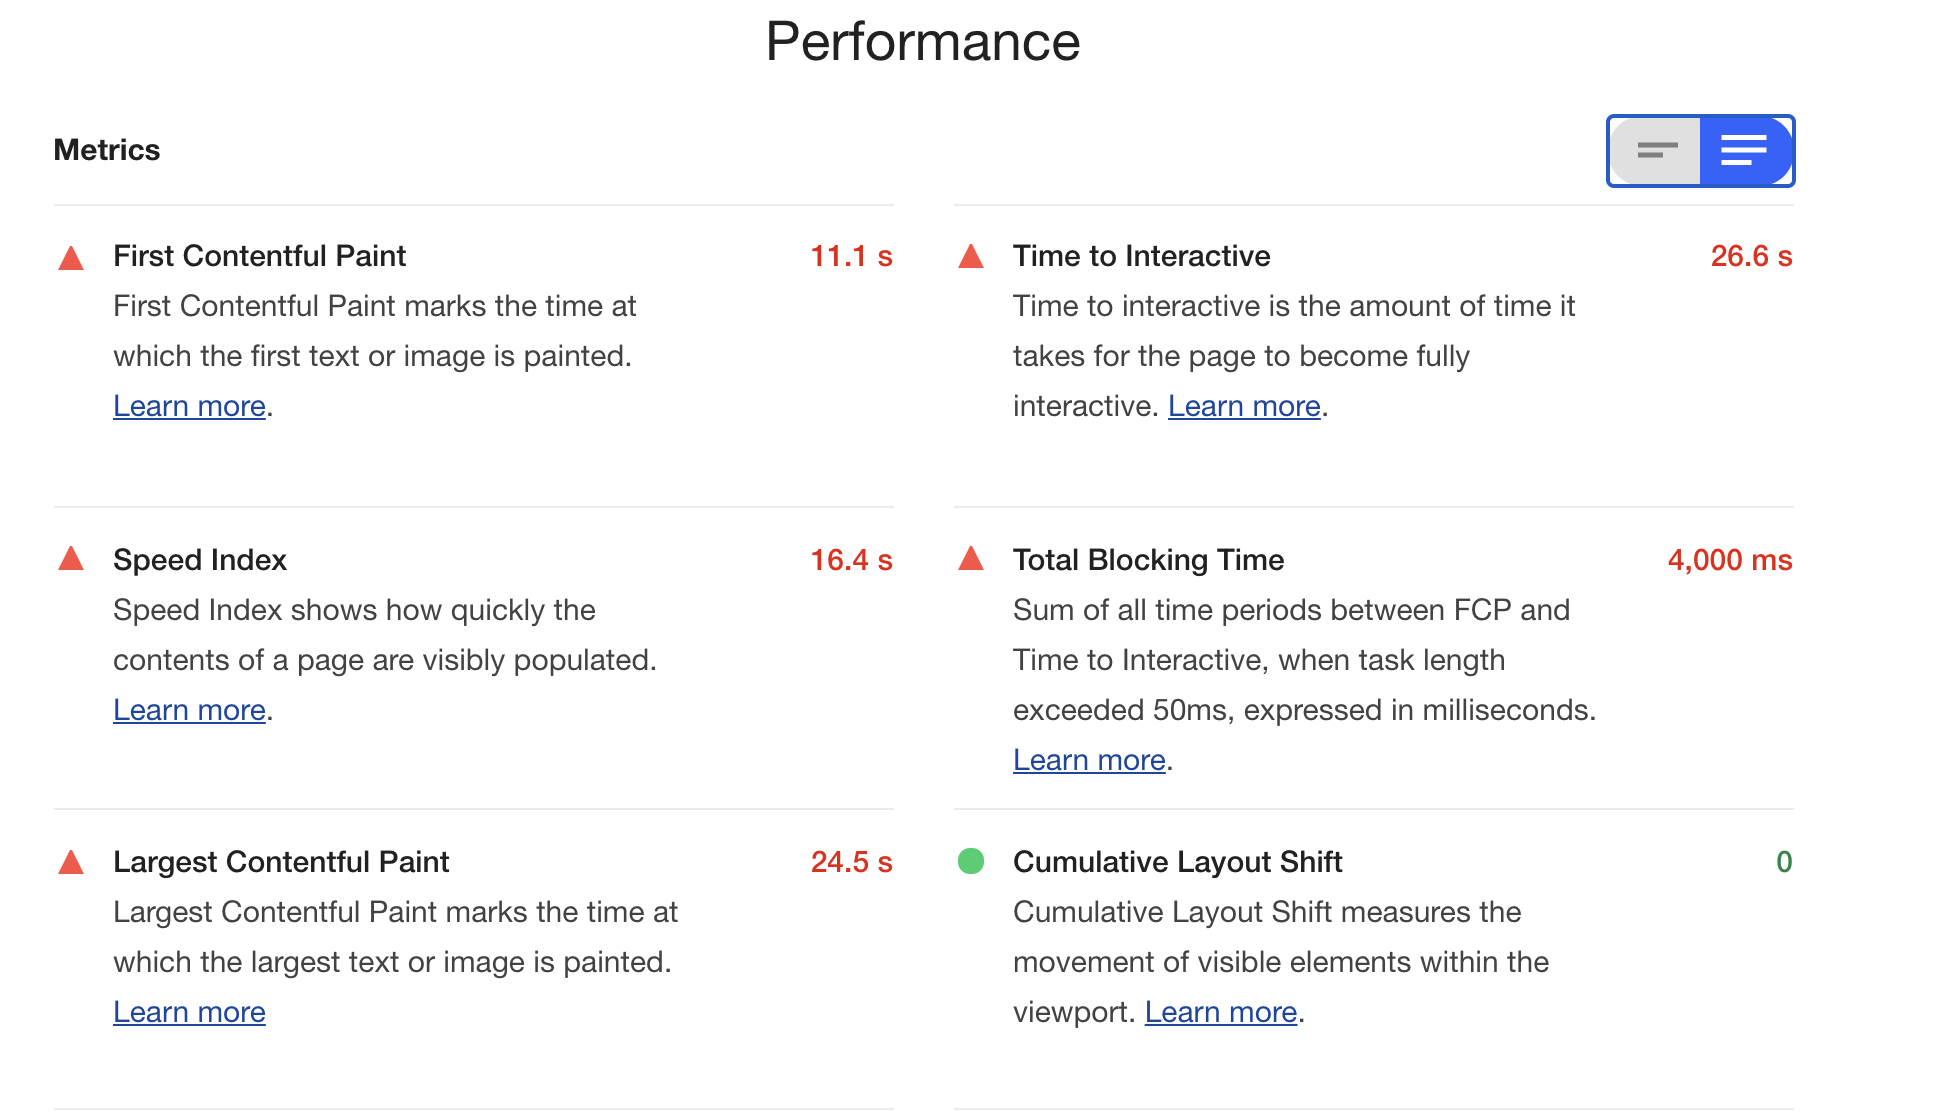 Performance
Metrics
First Contentful Paint 11.1 s
First Contentful Paint marks the time at
which the first text or image is painted.
Learn more.
Time to Interactive 26.6 s
Time to interactive is the amount of time it
takes for the page to become fully
interactive. Learn more.
Speed Index 16.4 s
Speed Index shows how quickly the
contents of a page are visibly populated.
Learn more.
Total Blocking Time 4,000 ms
Sum of all time periods between FCP and
Time to Interactive, when task length
exceeded 50ms, expressed in milliseconds.
Learn more.
Largest Contentful Paint 24.5 s
Largest Contentful Paint marks the time at
which the largest text or image is painted.
Learn more
Cumulative Layout Shift 0
Cumulative Layout Shift measures the
movement of visible elements within the
viewport. Learn more.